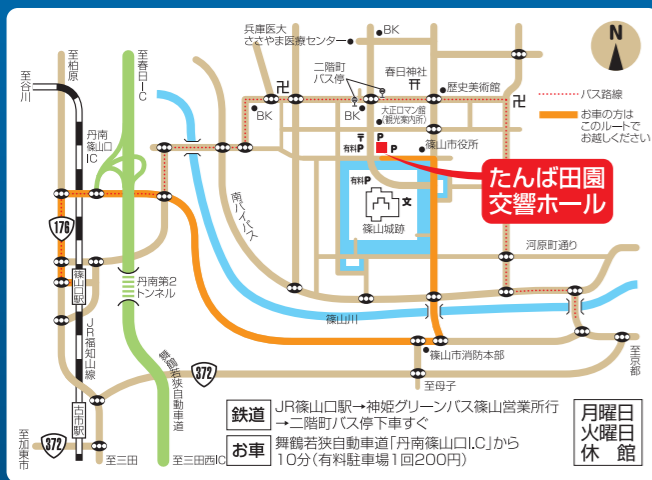 至柏原
至谷川
至春日I・C
丹南
篠山口
IC
兵庫医大
ささやま医療センター
BK
二階町
バス停
春日神社
歴史美術館
BK
BK
大正ロマン館
(観光案内所)
P
有料P
P
篠山市役所
有料P
文
篠山城跡
N
バス路線
お車の方は
このルートで
お越しください
たんば田園
交響ホール
南バイパス
河原町通り
176
篠山口駅
丹南第2
トンネル
JR福知山線
篠山川
舞鶴若狭自動車道
372
篠山市消防本部
至母子
至京都
古市駅
372
至加東市
至三田
至三田西IC
鉄道
JR篠山口駅→神姫グリーンバス篠山営業所行
→二階町バス停下車すぐ
お車
舞鶴若狭自動車道「丹南篠山口I.C」から
10分(有料駐車場1回200円)
月曜日
火曜日
休館